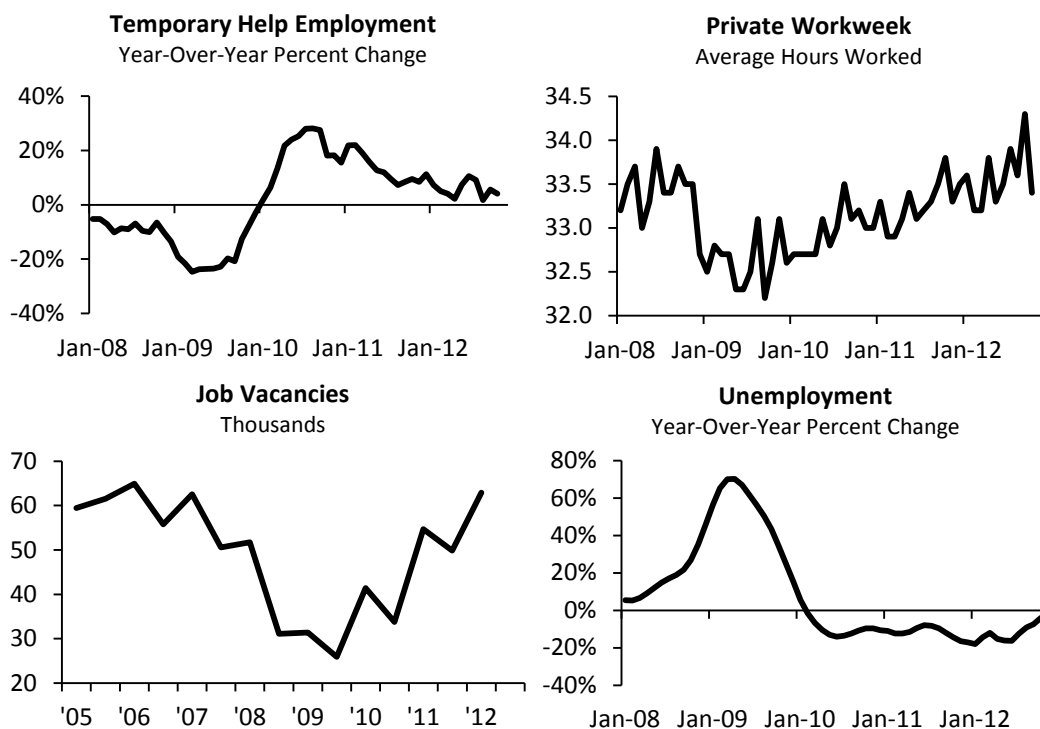 Temporary Help Employment
Year-Over-Year Percent Change
40%
20%
0%
-20%
-40%
Jan-08 Jan-09 Jan-10 Jan-11 Jan-12
Private Workweek
Average Hours Worked
34.5
34.0
33.5
33.0
32.5
32.0
Jan-08 Jan-09 Jan-10 Jan-11 Jan-12
Job Vacancies
Thousands
70
60
50
40
30
20
'05 '06 '07 '08 '09 '10 '11 '12
Unemployment
Year-Over-Year Percent Change
80%
60%
40%
20%
0%
-20%
-40%
Jan-08 Jan-09 Jan-10 Jan-11 Jan-12